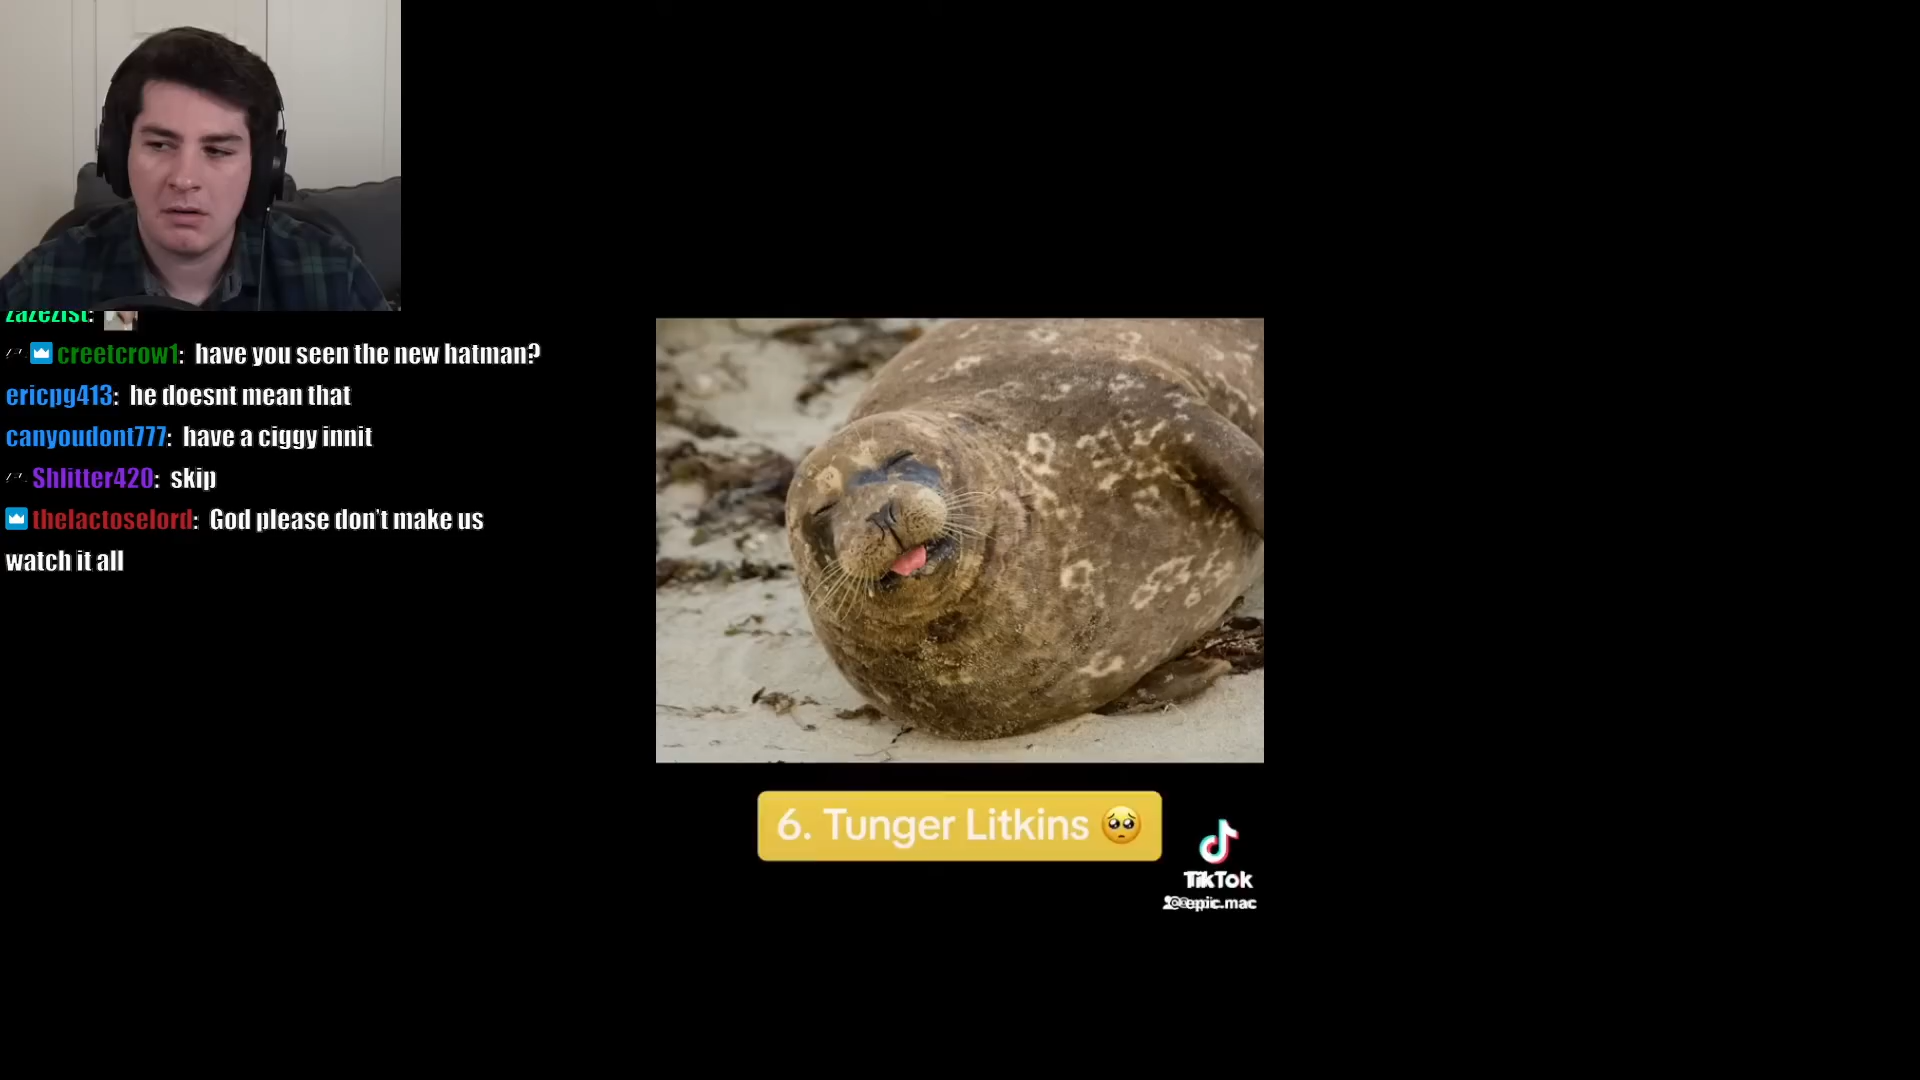 zazezist:
creetcrow1: have you seen the new hatman?
ericpg413: he doesnt mean that
canyoudont777: have a ciggy innit
Shlitter420: skip
thelactoselord: God please don't make us
watch it all
6. Tunger Litkins 🥺
TikTok
@epic.mac